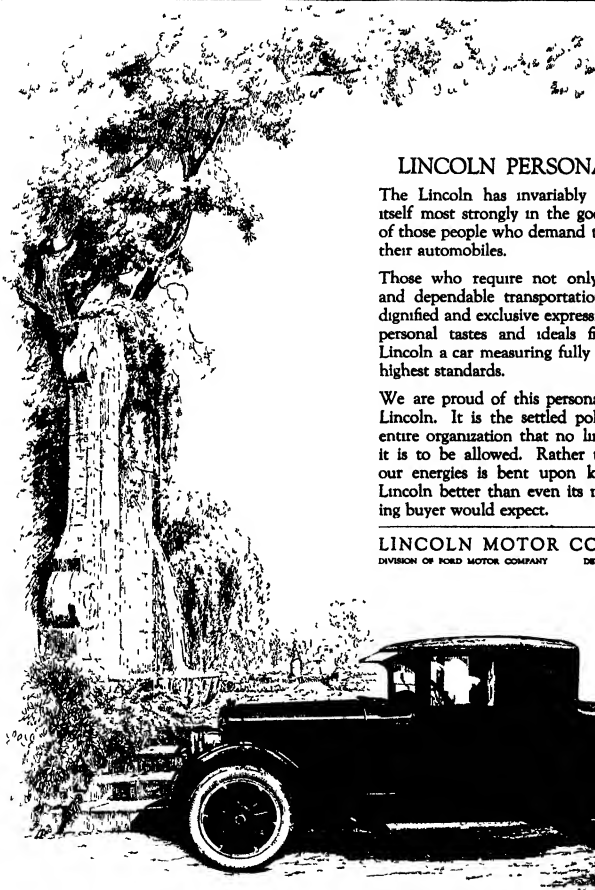 LINCOLN PERSONA
The Lincoln has invariably
itself most strongly in the goo
of those people who demand t
their automobiles.
Those who require not only
and dependable transportatio
dignified and exclusive express
personal tastes and ideals fi
Lincoln a car measuring fully
highest standards.
We are proud of this persona
Lincoln. It is the settled pol
entire organization that no
it is to be allowed. Rather t
our energies is bent upon k
Lincoln better than even its
ing buyer would expect.
LINCOLN MOTOR CO
DIVISION OF FORD MOTOR COMPANY DE